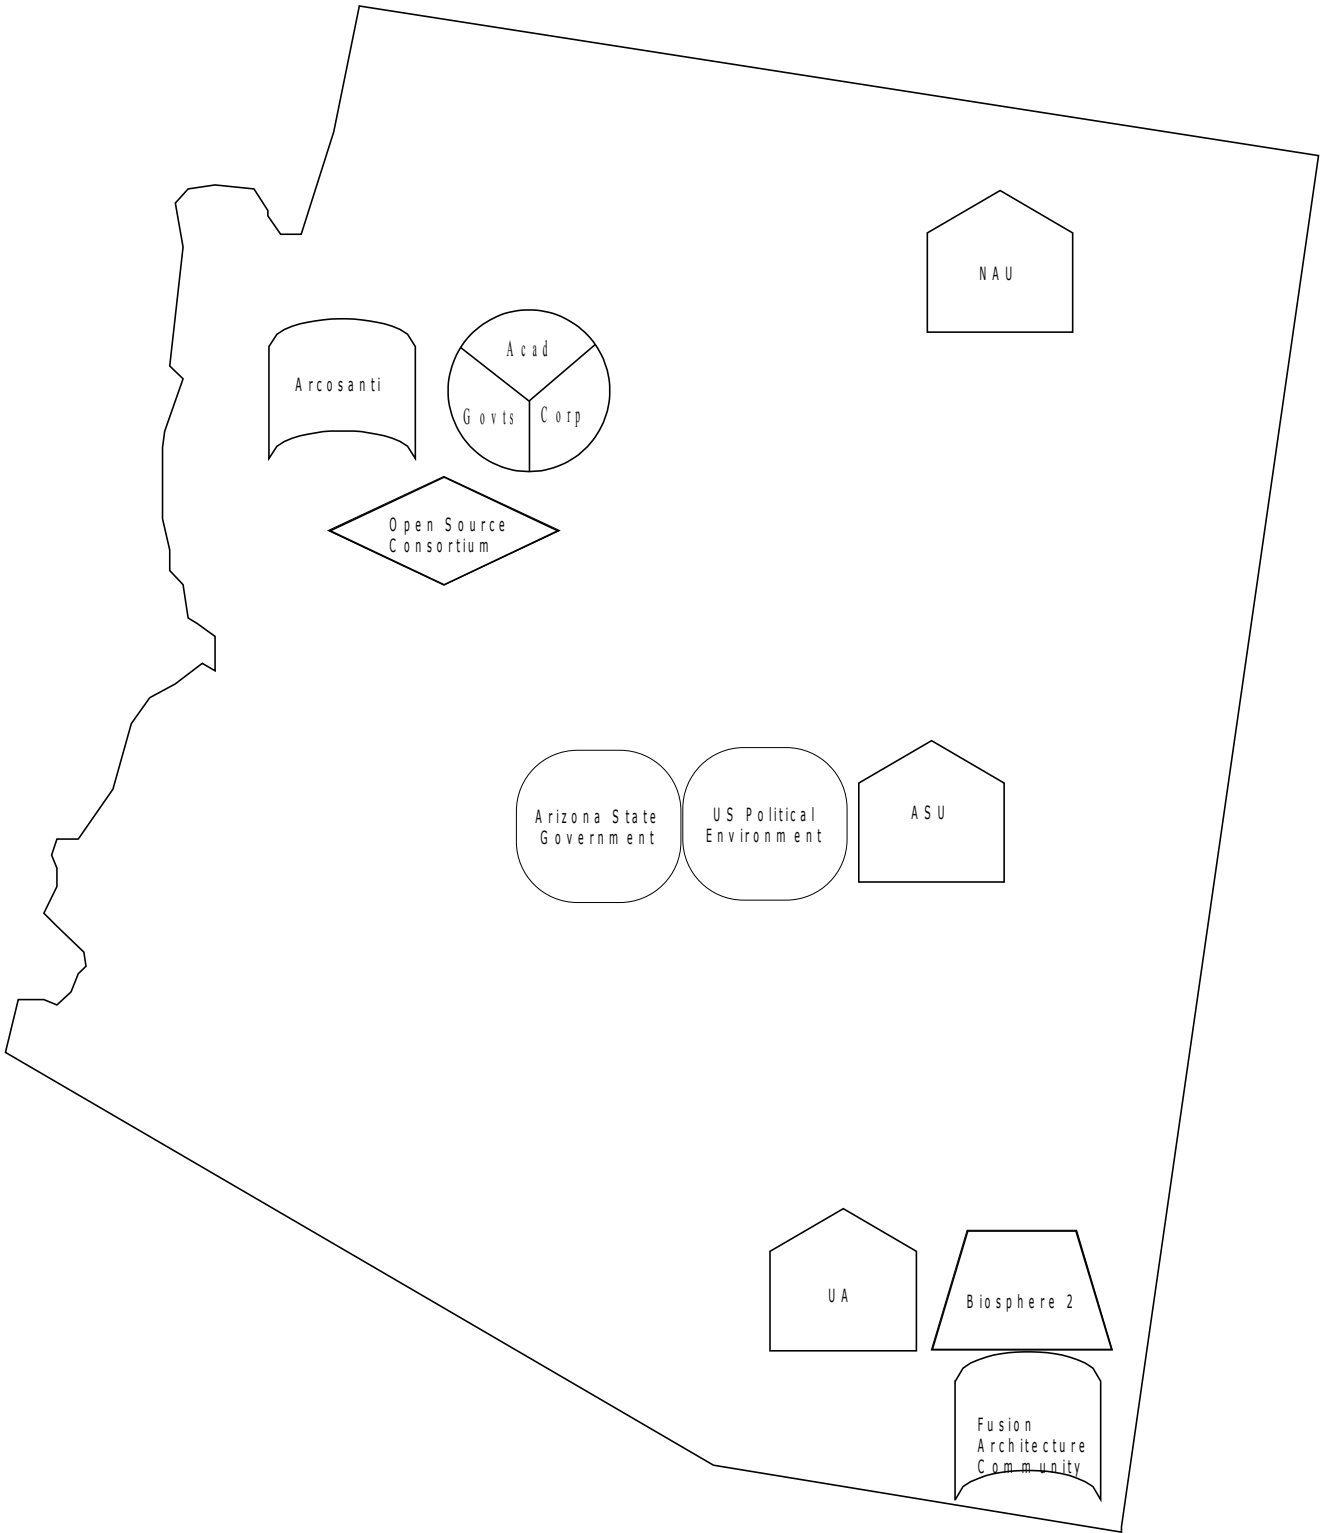 NAU
Acad
Arcosanti
Govts
Corp
Open Source
Consortium
Arizona State
Government
US Political
Environment
ASU
UA
Biosphere 2
Fusion
Architecture
Community